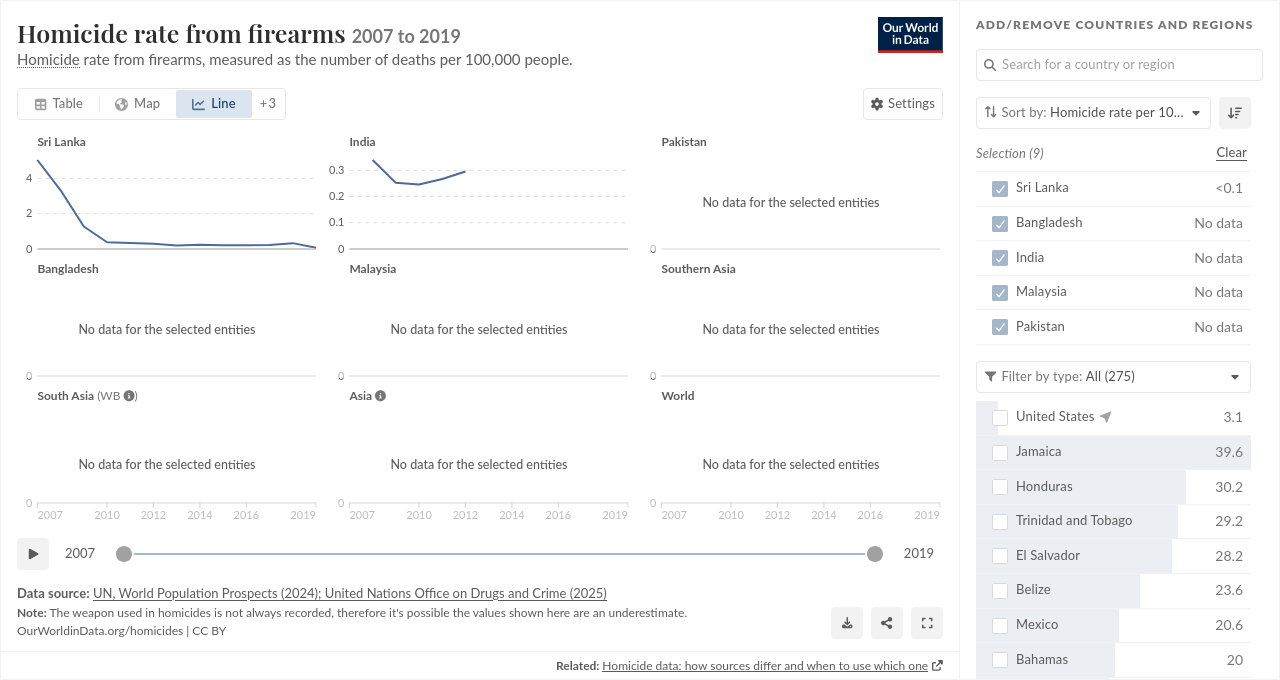 Homicide rate from firearms 2007 to 2019
Homicide rate from firearms, measured as the number of deaths per 100,000 people.
Our World
in Data
Table
Map
Line
+3
Settings
Sri Lanka
4
2
0
India
0.3
0.2
0.1
0
Pakistan
No data for the selected entities
0
Bangladesh
No data for the selected entities
0
Malaysia
No data for the selected entities
0
Southern Asia
No data for the selected entities
0
South Asia (WB i)
No data for the selected entities
0
2007 2010 2012 2014 2016 2019
Asia i
No data for the selected entities
0
2007 2010 2012 2014 2016 2019
World
No data for the selected entities
0
2007 2010 2012 2014 2016 2019
2007
2019
Data source: UN, World Population Prospects (2024); United Nations Office on Drugs and Crime (2025)
Note: The weapon used in homicides is not always recorded, therefore it's possible the values shown here are an underestimate.
OurWorldinData.org/homicides | CC BY
Related: Homicide data: how sources differ and when to use which one
ADD/REMOVE COUNTRIES AND REGIONS
Search for a country or region
Sort by: Homicide rate per 10...
Selection (9)
Clear
Sri Lanka <0.1
Bangladesh No data
India No data
Malaysia No data
Pakistan No data
Filter by type: All (275)
United States 3.1
Jamaica 39.6
Honduras 30.2
Trinidad and Tobago 29.2
El Salvador 28.2
Belize 23.6
Mexico 20.6
Bahamas 20